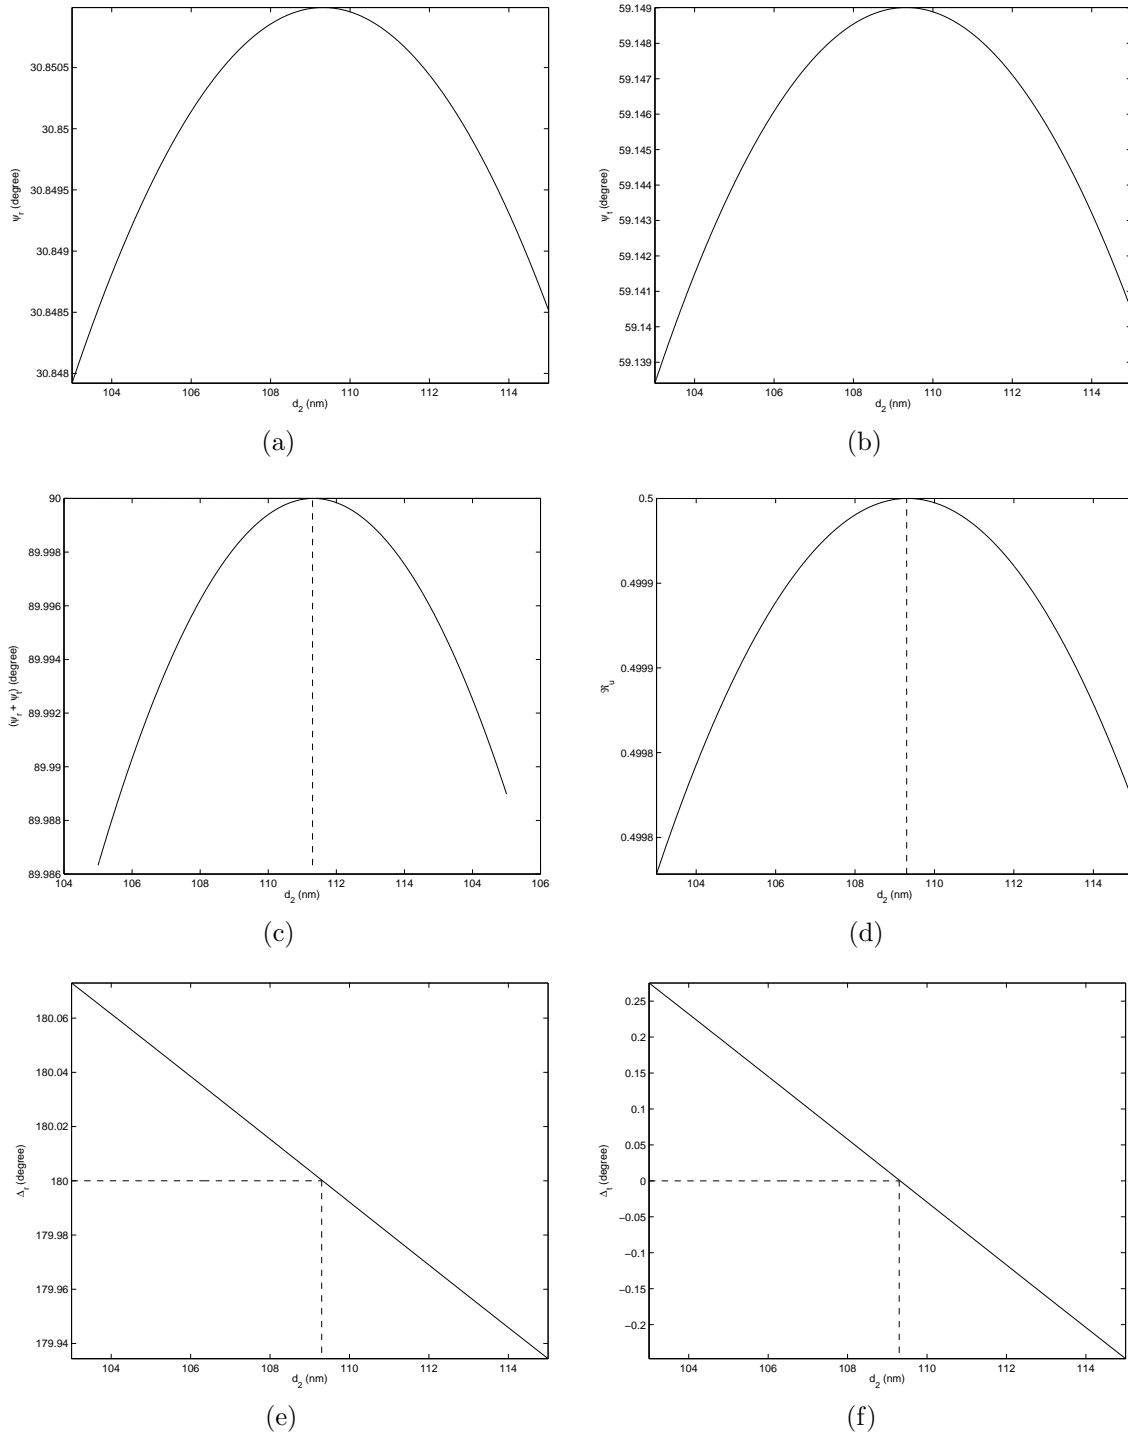 30.8505
30.85
30.8495
30.849
30.8485
30.848
ψr (degree)
104 106 108 110 112 114
d2 (nm)
(a)
59.149
59.148
59.147
59.146
59.145
59.144
59.143
59.142
59.141
59.14
59.139
ψt (degree)
104 106 108 110 112 114
d2 (nm)
(b)
90
89.998
89.996
89.994
89.992
89.99
89.988
89.986
(ψr + ψt) (degree)
104 106 108 110 112 114 104 106
d2 (nm)
(c)
0.5
0.4999
0.4999
0.4998
0.4998
ℜu
104 106 108 110 112 114
d2 (nm)
(d)
180.06
180.04
180.02
180
179.98
179.96
179.94
Δr (degree)
104 106 108 110 112 114
d2 (nm)
(e)
0.25
0.2
0.15
0.1
0.05
0
−0.05
−0.1
−0.15
−0.2
Δt (degree)
104 106 108 110 112 114
d2 (nm)
(f)